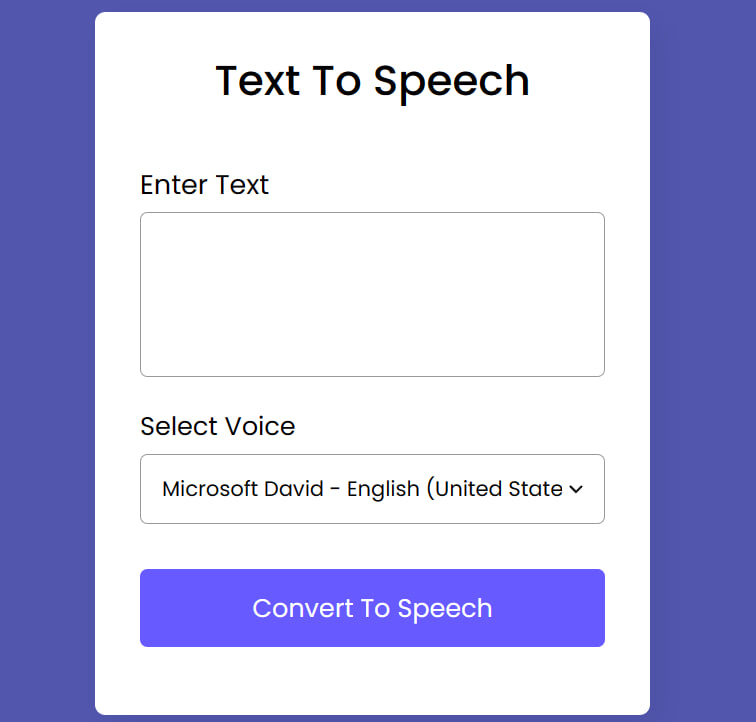 Text To Speech
Enter Text
Select Voice
Microsoft David - English (United State
Convert To Speech